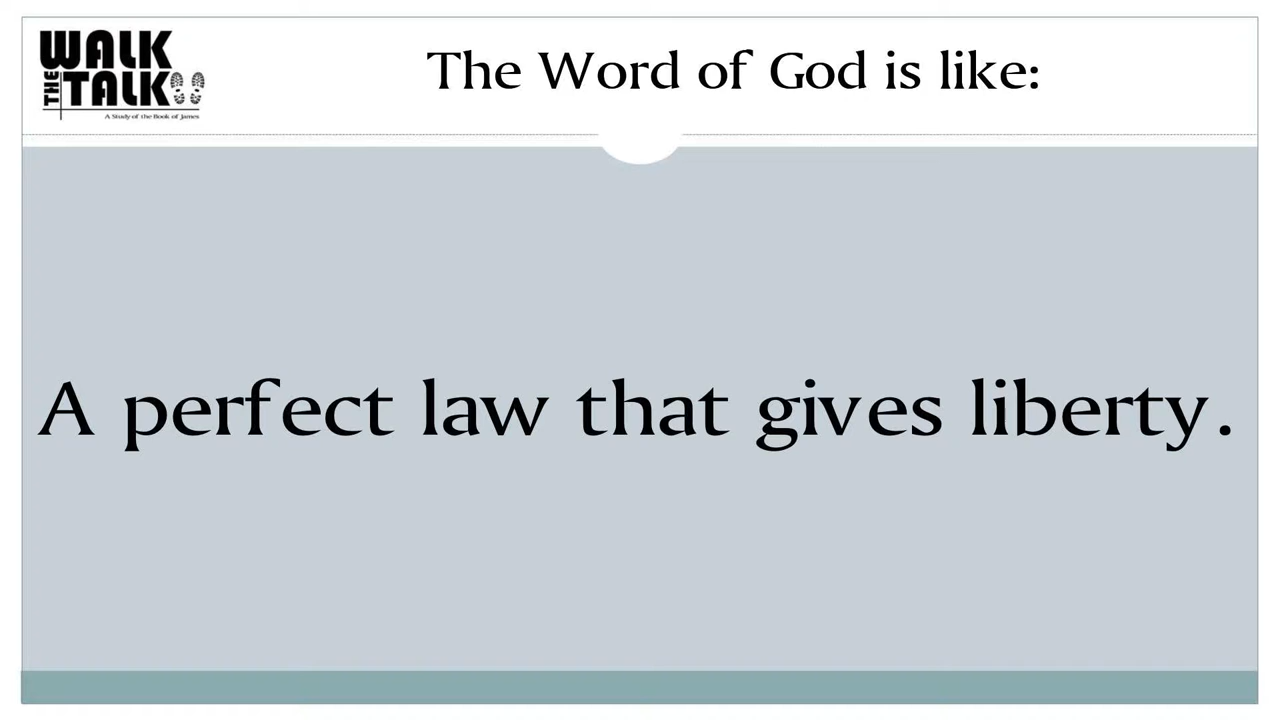 WALK
THE TALK
A Study of the Book of James
The Word of God is like:
A perfect law that gives liberty.